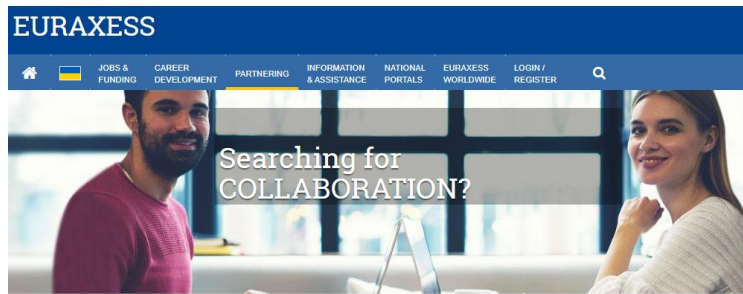 EURAXESS
JOBS &
FUNDING
CAREER
DEVELOPMENT
PARTNERING
INFORMATION
& ASSISTANCE
NATIONAL
PORTALS
EURAXESS
WORLDWIDE
LOGIN /
REGISTER
Searching for
COLLABORATION?